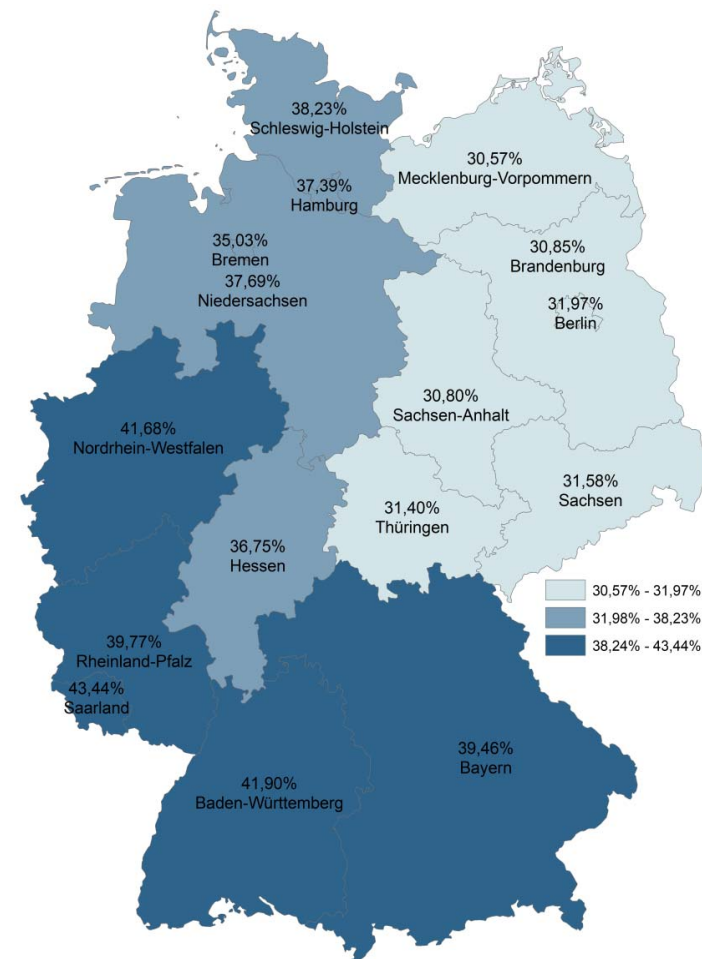 38,23%
Schleswig-Holstein
30,57%
Mecklenburg-Vorpommern
37,39%
Hamburg
35,03%
Bremen
37,69%
Niedersachsen
30,85%
Brandenburg
31,97%
Berlin
30,80%
Sachsen-Anhalt
41,68%
Nordrhein-Westfalen
31,58%
Sachsen
31,40%
Thüringen
36,75%
Hessen
30,57% - 31,97%
31,98% - 38,23%
38,24% - 43,44%
39,77%
Rheinland-Pfalz
43,44%
Saarland
39,46%
Bayern
41,90%
Baden-Württemberg